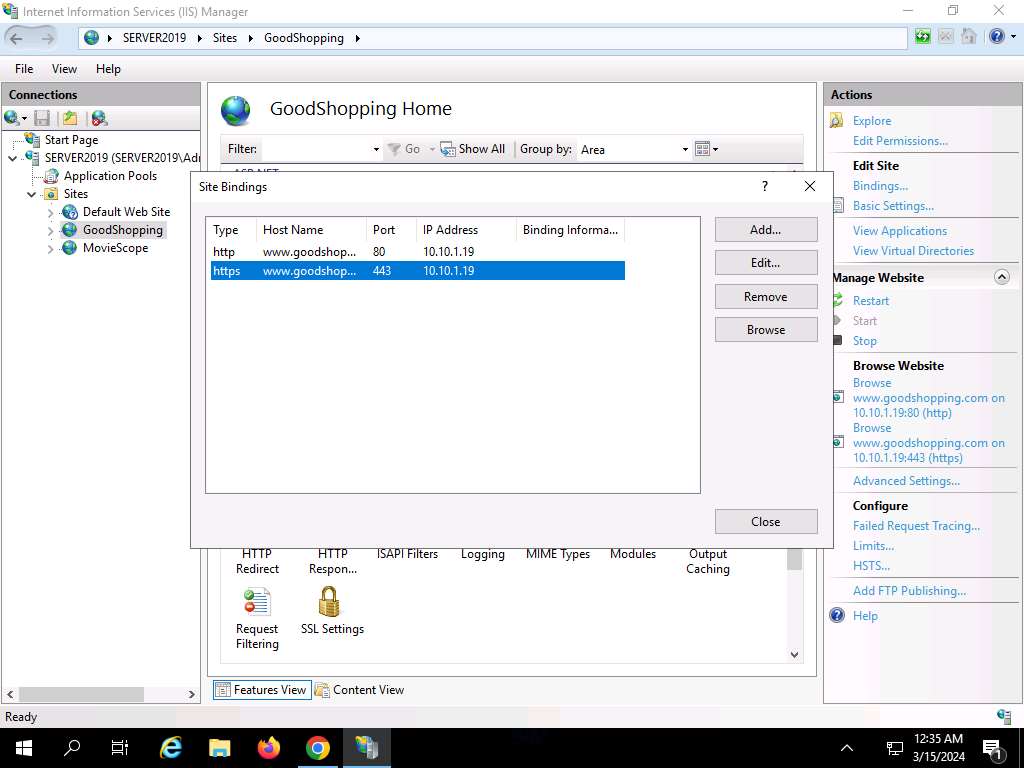 Internet Information Services (IIS) Manager
SERVER2019
Sites
GoodShopping
File
View
Help
Connections
Start Page
SERVER2019 (SERVER2019\Adı
Application Pools
Sites
Default Web Site
GoodShopping
MovieScope
GoodShopping Home
Filter:
Go
Show All
Group by:
Area
Site Bindings
?
Type
Host Name
Port
IP Address
Binding Informa...
http
www.goodshop...
80
10.10.1.19
https
www.goodshop...
443
10.10.1.19
Add...
Edit...
Remove
Browse
Close
HTTP
Redirect
HTTP
Respon...
ISAPI Filters
Logging
MIME Types
Modules
Output
Caching
Request
Filtering
SSL Settings
Features View
Content View
Actions
Explore
Edit Permissions...
Edit Site
Bindings...
Basic Settings...
View Applications
View Virtual Directories
Manage Website
Restart
Start
Stop
Browse Website
Browse
www.goodshopping.com on
10.10.1.19:80 (http)
Browse
www.goodshopping.com on
10.10.1.19:443 (https)
Advanced Settings...
Configure
Failed Request Tracing...
Limits...
HSTS...
Add FTP Publishing...
Help
Ready
12:35 AM
3/15/2024
1